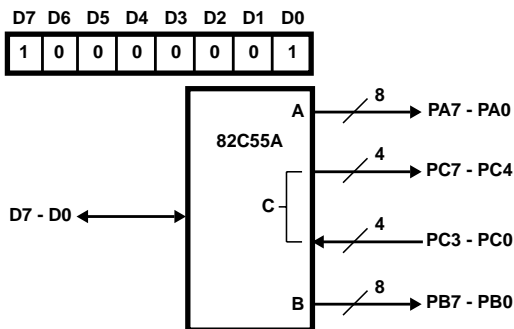 D7 D6 D5 D4 D3 D2 D1 D0
1 0 0 0 0 0 0 1
8
A PA7 - PA0
82C55A
4
PC7 - PC4
C
D7 - D0
4
PC3 - PC0
8
B PB7 - PB0